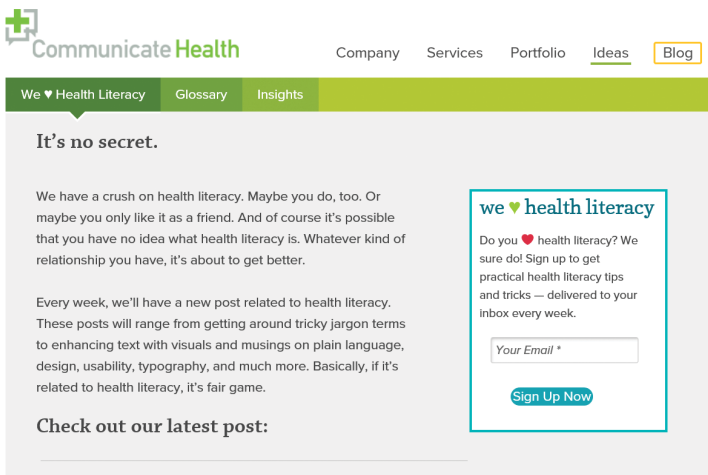 Communicate Health
Company Services Portfolio Ideas Blog
We ♥ Health Literacy Glossary Insights
It's no secret.
We have a crush on health literacy. Maybe you do, too. Or
maybe you only like it as a friend. And of course it's possible
that you have no idea what health literacy is. Whatever kind of
relationship you have, it's about to get better.
Every week, we'll have a new post related to health literacy.
These posts will range from getting around tricky jargon terms
to enhancing text with visuals and musings on plain language,
design, usability, typography, and much more. Basically, if it's
related to health literacy, it's fair game.
Check out our latest post:
we ♥ health literacy
Do you ♥ health literacy? We
sure do! Sign up to get
practical health literacy tips
and tricks — delivered to your
inbox every week.
Your Email *
Sign Up Now